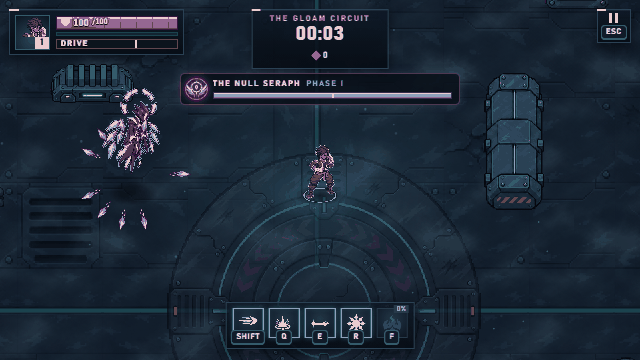 100/100
1
DRIVE
THE GLOAM CIRCUIT
00:03
0
ESC
THE NULL SERAPH PHASE I
0%
SHIFT
Q
E
R
F